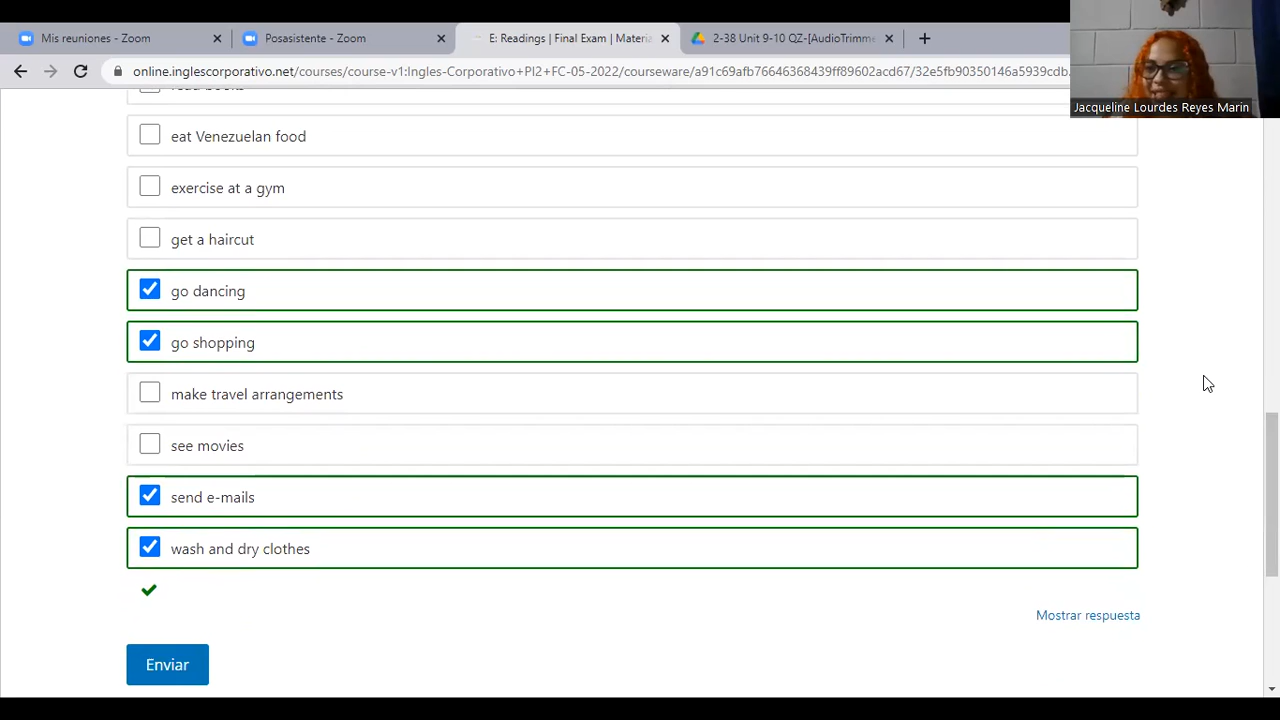 Mis reuniones - Zoom
Posasistente - Zoom
E: Readings | Final Exam | Materia
2-38 Unit 9-10 QZ-[AudioTrimme
online.inglescorporativo.net/courses/course-v1:Ingles-Corporativo+PI2+FC-05-2022/courseware/a91c69afb76646368439ff89602acd67/32e5fb90350146a5939cdb.
Jacqueline Lourdes Reyes Marin
read books
eat Venezuelan food
exercise at a gym
get a haircut
go dancing
go shopping
make travel arrangements
see movies
send e-mails
wash and dry clothes
Mostrar respuesta
Enviar